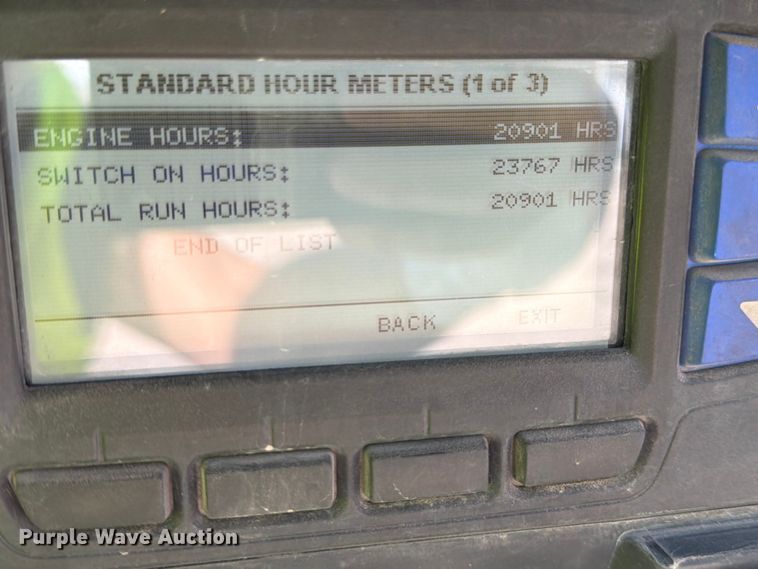 STANDARD HOUR METERS (1 of 3)
ENGINE HOURS: 20901 HRS
SWITCH ON HOURS: 23767 HRS
TOTAL RUN HOURS: 20901 HRS
END OF LIST
BACK EXIT
Purple Wave Auction